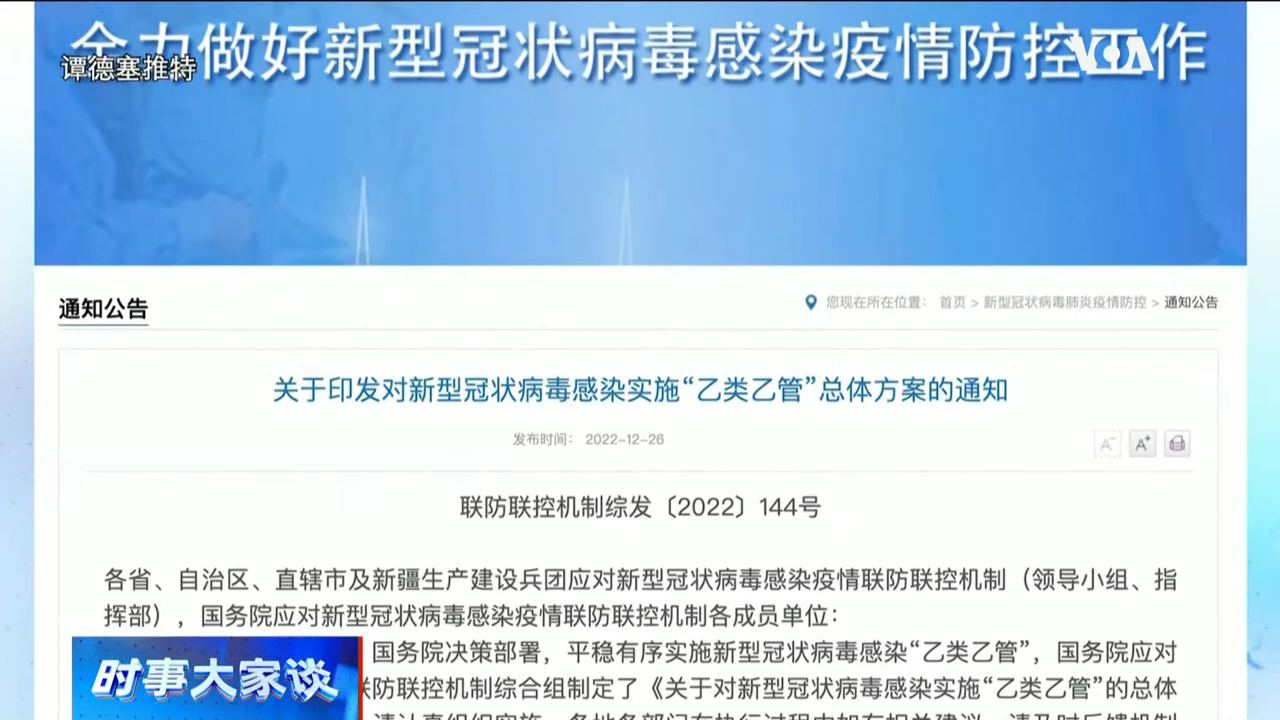 全力做好新型冠状病毒感染疫情防控工作
谭德塞推特
VOA
通知公告
您现在所在位置： 首页 > 新型冠状病毒肺炎疫情防控 > 通知公告
关于印发对新型冠状病毒感染实施“乙类乙管”总体方案的通知
发布时间： 2022-12-26
A- A+
联防联控机制综发〔2022〕144号
各省、自治区、直辖市及新疆生产建设兵团应对新型冠状病毒感染疫情联防联控机制（领导小组、指
挥部），国务院应对新型冠状病毒感染疫情联防联控机制各成员单位：
国务院决策部署，平稳有序实施新型冠状病毒感染“乙类乙管”，国务院应对
联防联控机制综合组制定了《关于对新型冠状病毒感染实施“乙类乙管”的总体
时事大家谈